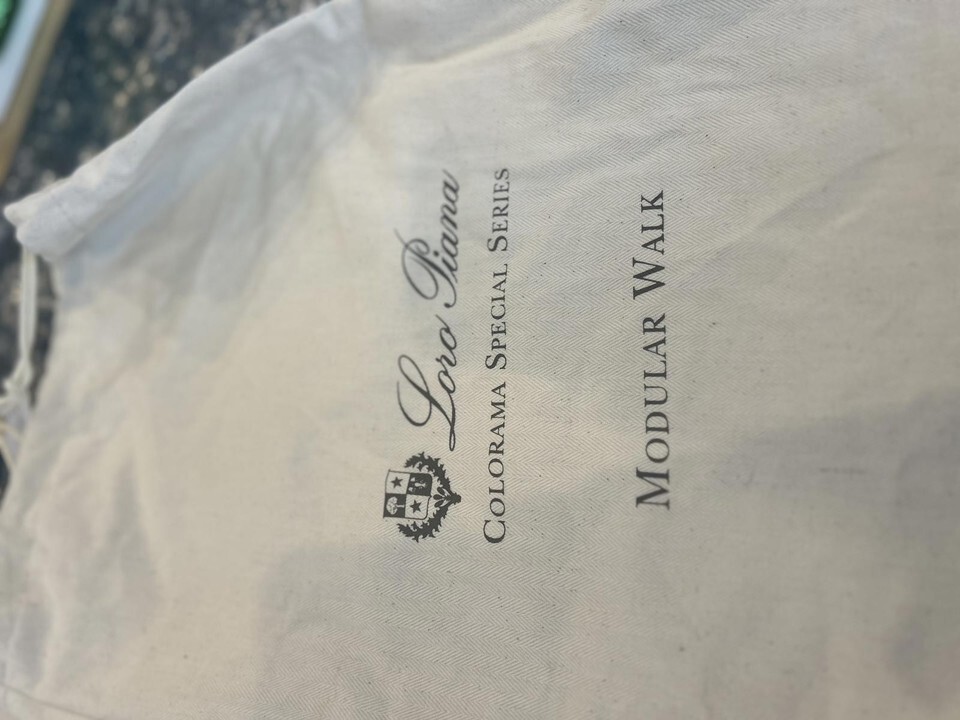 Loro Piana
COLORAMA SPECIAL SERIES
MODULAR WALK